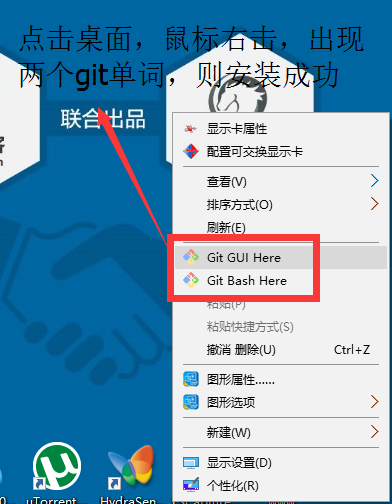 点击桌面，鼠标右击，出现
两个git单词，则安装成功
联合出品
显示卡属性
配置可交换显示卡
查看(V)
排序方式(O)
刷新(E)
Git GUI Here
Git Bash Here
粘贴(P)
粘贴快捷方式(S)
撤消 删除(U) Ctrl+Z
图形属性......
图形选项
新建(W)
显示设置(D)
个性化(R)
uTorrent
HydraSen